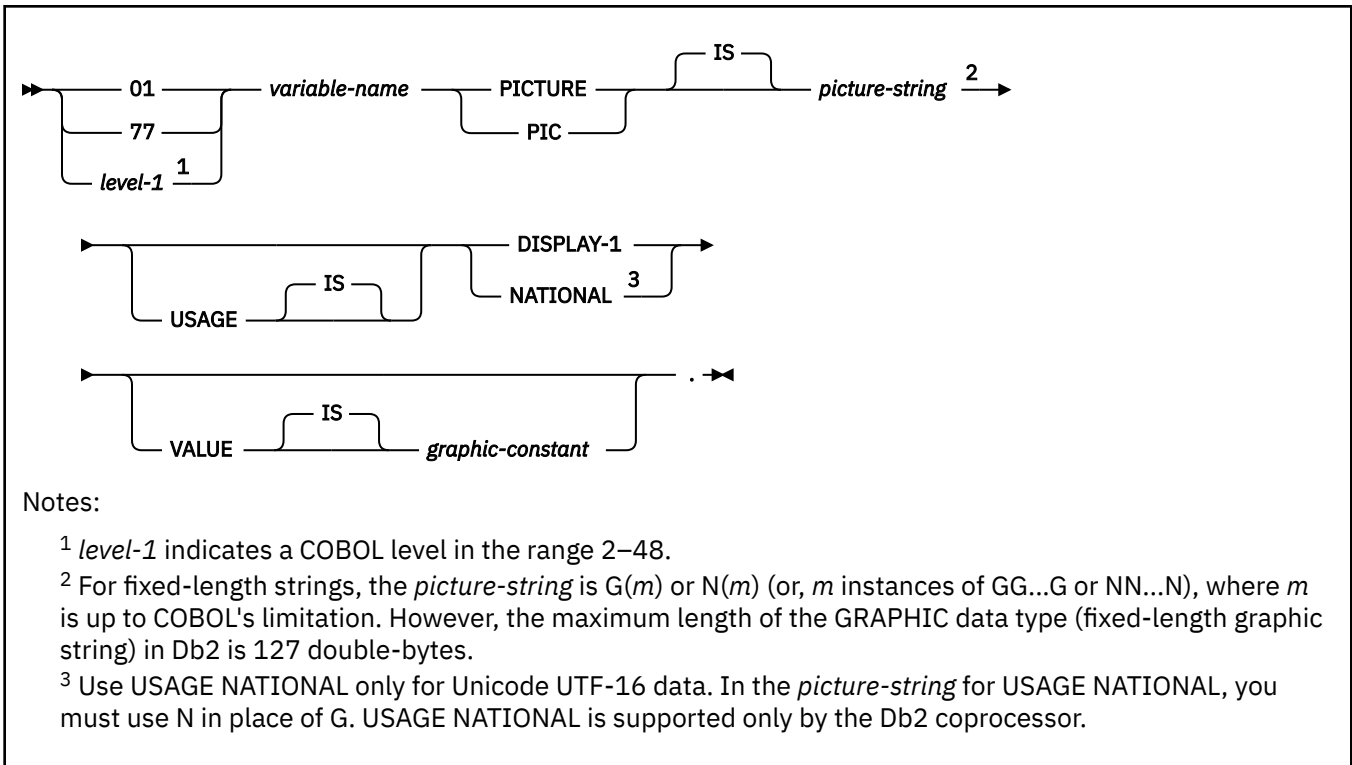 IS
01 variable-name PICTURE picture-string 2
77 PIC
level-1 1
DISPLAY-1
IS NATIONAL 3
USAGE
.
IS
VALUE graphic-constant
Notes:
1 level-1 indicates a COBOL level in the range 2–48.
2 For fixed-length strings, the picture-string is G(m) or N(m) (or, m instances of GG...G or NN...N), where m
is up to COBOL's limitation. However, the maximum length of the GRAPHIC data type (fixed-length graphic
string) in Db2 is 127 double-bytes.
3 Use USAGE NATIONAL only for Unicode UTF-16 data. In the picture-string for USAGE NATIONAL, you
must use N in place of G. USAGE NATIONAL is supported only by the Db2 coprocessor.